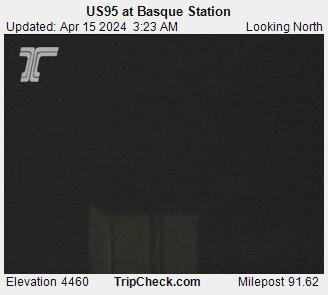 US95 at Basque Station
Updated: Apr 15 2024 3:23 AM Looking North
Elevation 4460 TripCheck.com Milepost 91.62